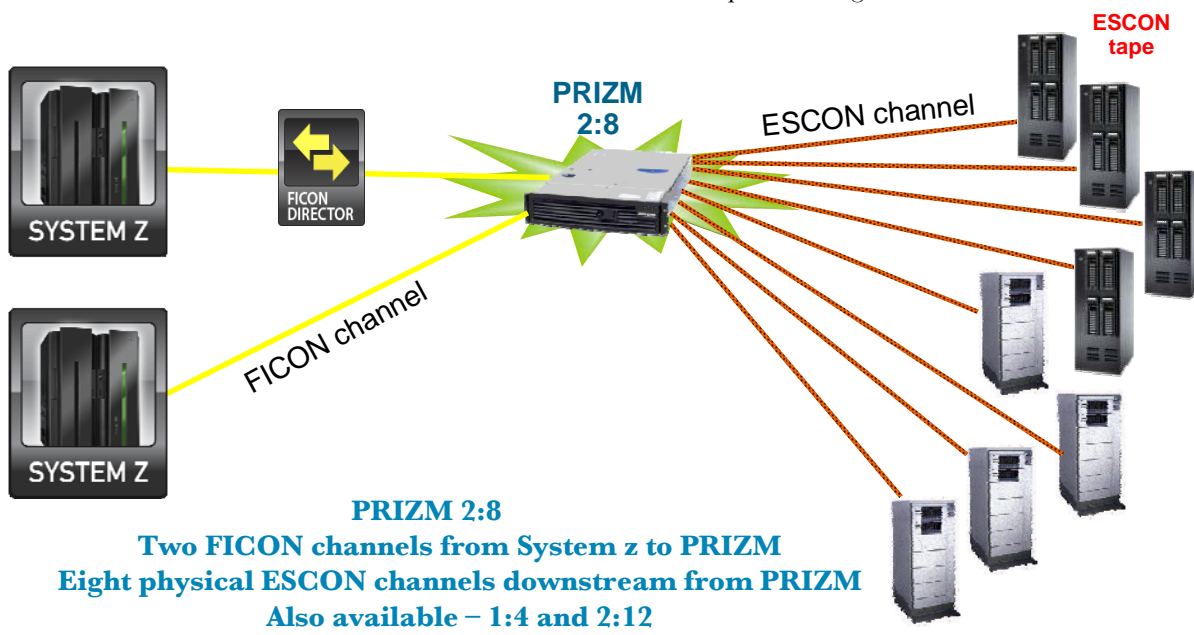 ESCON
tape
PRIZM
2:8
ESCON channel
FICON
DIRECTOR
SYSTEM Z
FICON channel
SYSTEM Z
PRIZM 2:8
Two FICON channels from System z to PRIZM
Eight physical ESCON channels downstream from PRIZM
Also available – 1:4 and 2:12